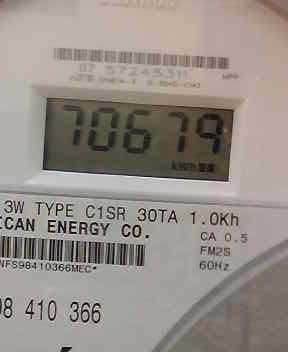 07 57245311
70679
kWh
3W TYPE C1SR 30TA 1.0Kh
ICAN ENERGY CO.
CA 0.5
FM2S
60Hz
NFS98410366MEC*
98 410 366